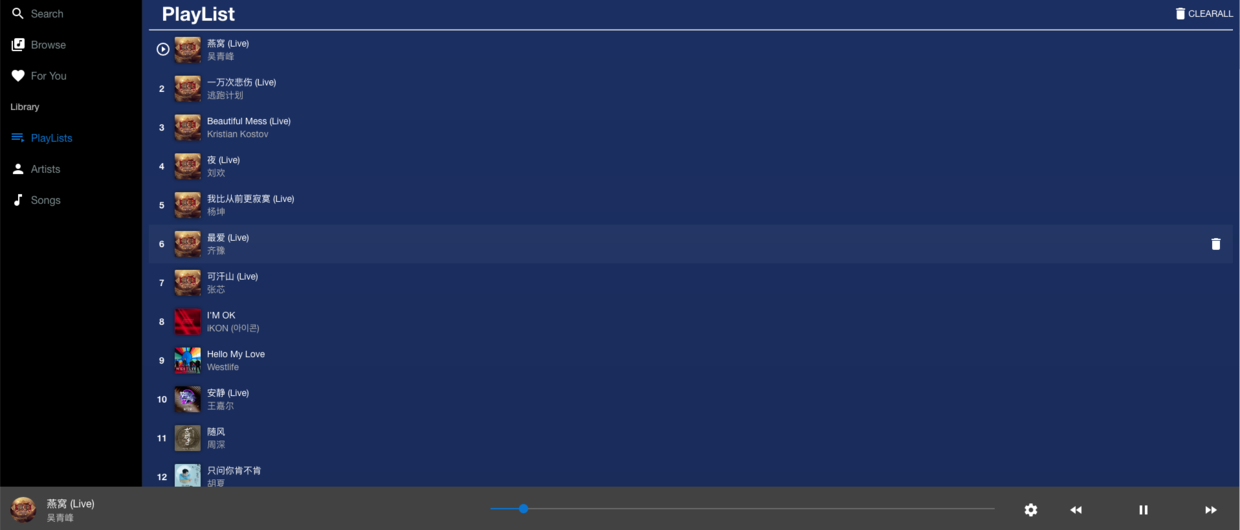 Search
Browse
For You
Library
PlayLists
Artists
Songs
PlayList
CLEARALL
燕窝 (Live)
吴青峰
2
一万次悲伤 (Live)
逃跑计划
3
Beautiful Mess (Live)
Kristian Kostov
4
夜 (Live)
刘欢
5
我比从前更寂寞 (Live)
杨坤
6
最爱 (Live)
齐豫
7
可汗山 (Live)
张芯
8
I'M OK
iKON (아이콘)
9
Hello My Love
Westlife
10
安静 (Live)
王嘉尔
11
随风
周深
12
只问你肯不肯
胡夏
燕窝 (Live)
吴青峰